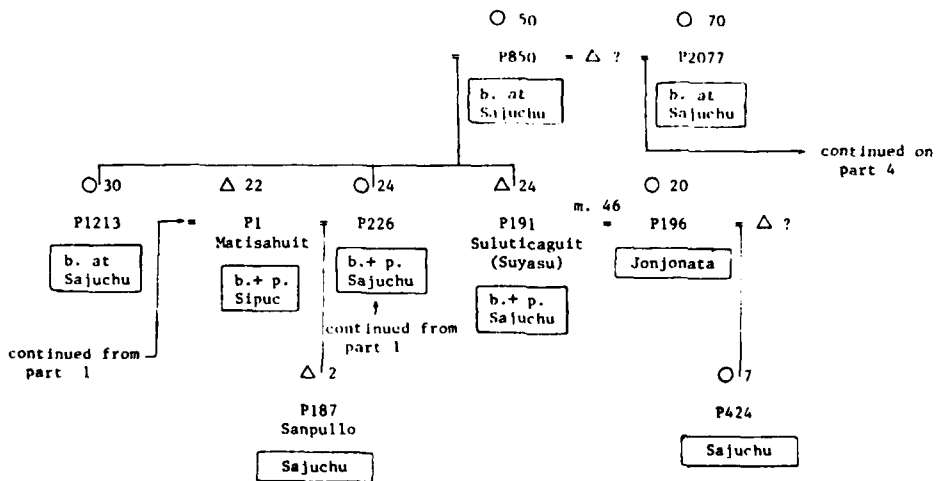 50 70
P850 = ? = P2077
b. at b. at
Sajuchu Sajuchu
continued on
part 4
30 22 24 24 20
m. 46
P1213 = P1 = P226 P191 = P196 = ?
Matisahuit Suluticaguit
(Suyasu)
b. at b.+ p. b.+ p. Jonjonata
Sajuchu Sipuc Sajuchu b.+ p.
Sajuchu
continued from
part 1
continued from
part 1
2 7
P187 P424
Sanpullo
Sajuchu Sajuchu